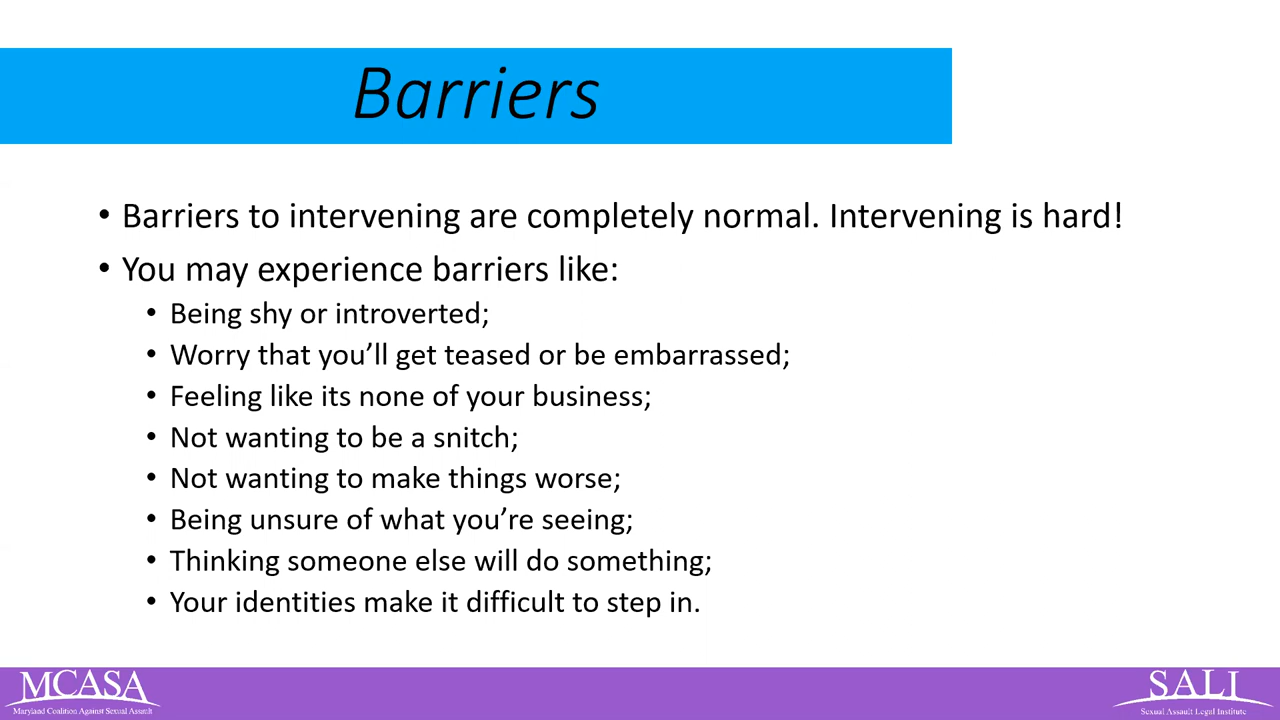 Barriers
• Barriers to intervening are completely normal. Intervening is hard!
• You may experience barriers like:
• Being shy or introverted;
• Worry that you’ll get teased or be embarrassed;
• Feeling like its none of your business;
• Not wanting to be a snitch;
• Not wanting to make things worse;
• Being unsure of what you’re seeing;
• Thinking someone else will do something;
• Your identities make it difficult to step in.
MCASA
Maryland Coalition Against Sexual Assault
SALI
Sexual Assault Legal Institute